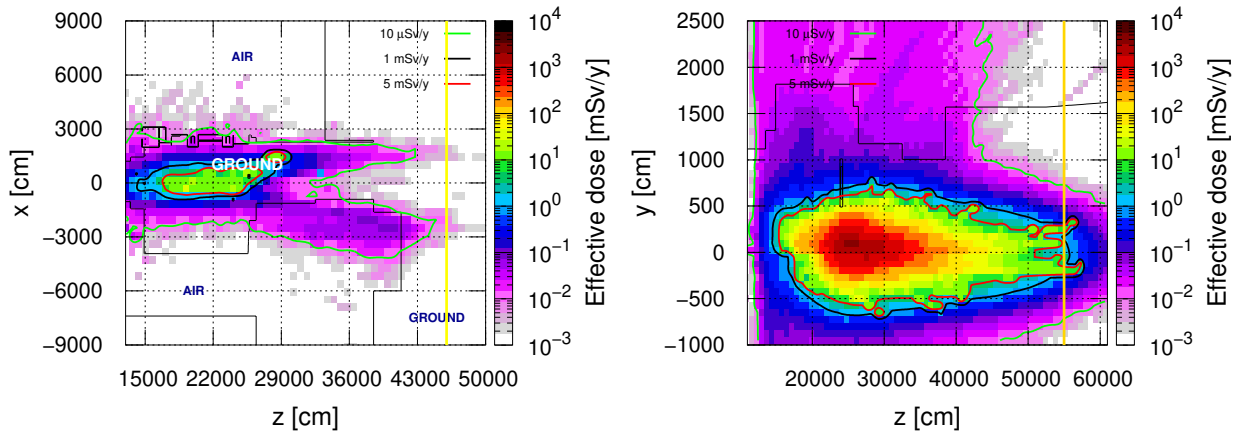 9000
6000
3000
0
−3000
−6000
−9000
x [cm]
15000 22000 29000 36000 43000 50000
z [cm]
AIR
GROUND
AIR
GROUND
10 μSv/y
1 mSv/y
5 mSv/y
10^4
10^3
10^2
10^1
10^0
10^−1
10^−2
10^−3
Effective dose [mSv/y]
2500
2000
1500
1000
500
0
−500
−1000
y [cm]
20000 30000 40000 50000 60000
z [cm]
10 μSv/y
1 mSv/y
5 mSv/y
10^4
10^3
10^2
10^1
10^0
10^−1
10^−2
10^−3
Effective dose [mSv/y]